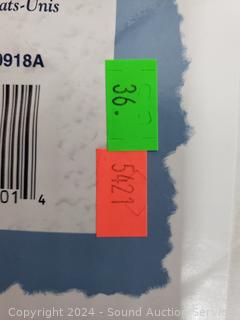 ats-Unis
0918A
36.
5421
01 4
© 2024 - Sound Auction Service